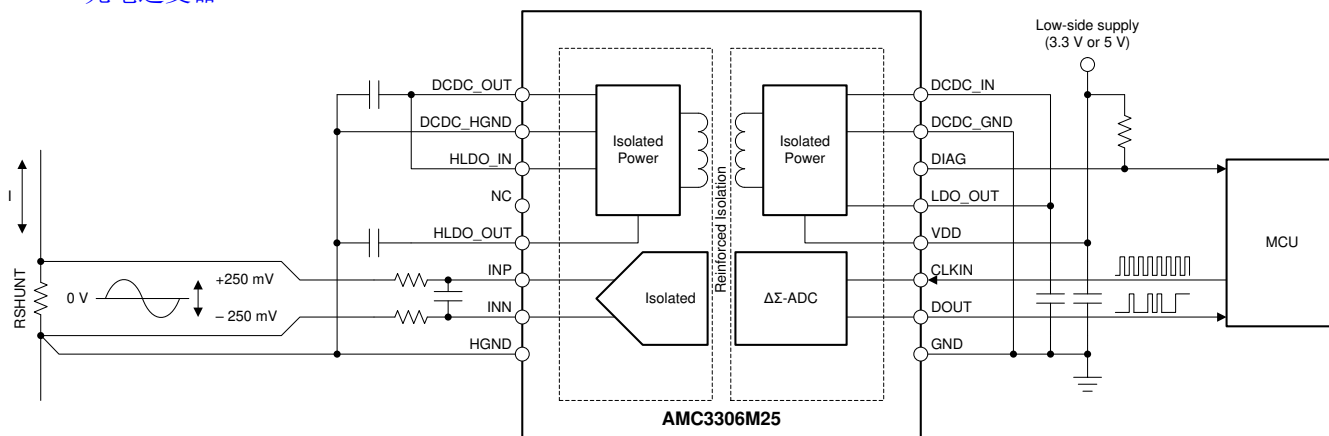 Low-side supply
(3.3 V or 5 V)
DCDC_OUT
DCDC_HGND
HLDO_IN
NC
HLDO_OUT
INP
INN
HGND
Isolated
Power
Isolated
Power
Reinforced Isolation
Isolated
ΔΣ-ADC
DCDC_IN
DCDC_GND
DIAG
LDO_OUT
VDD
CLKIN
DOUT
GND
MCU
I
RSHUNT
0 V
+250 mV
– 250 mV
AMC3306M25